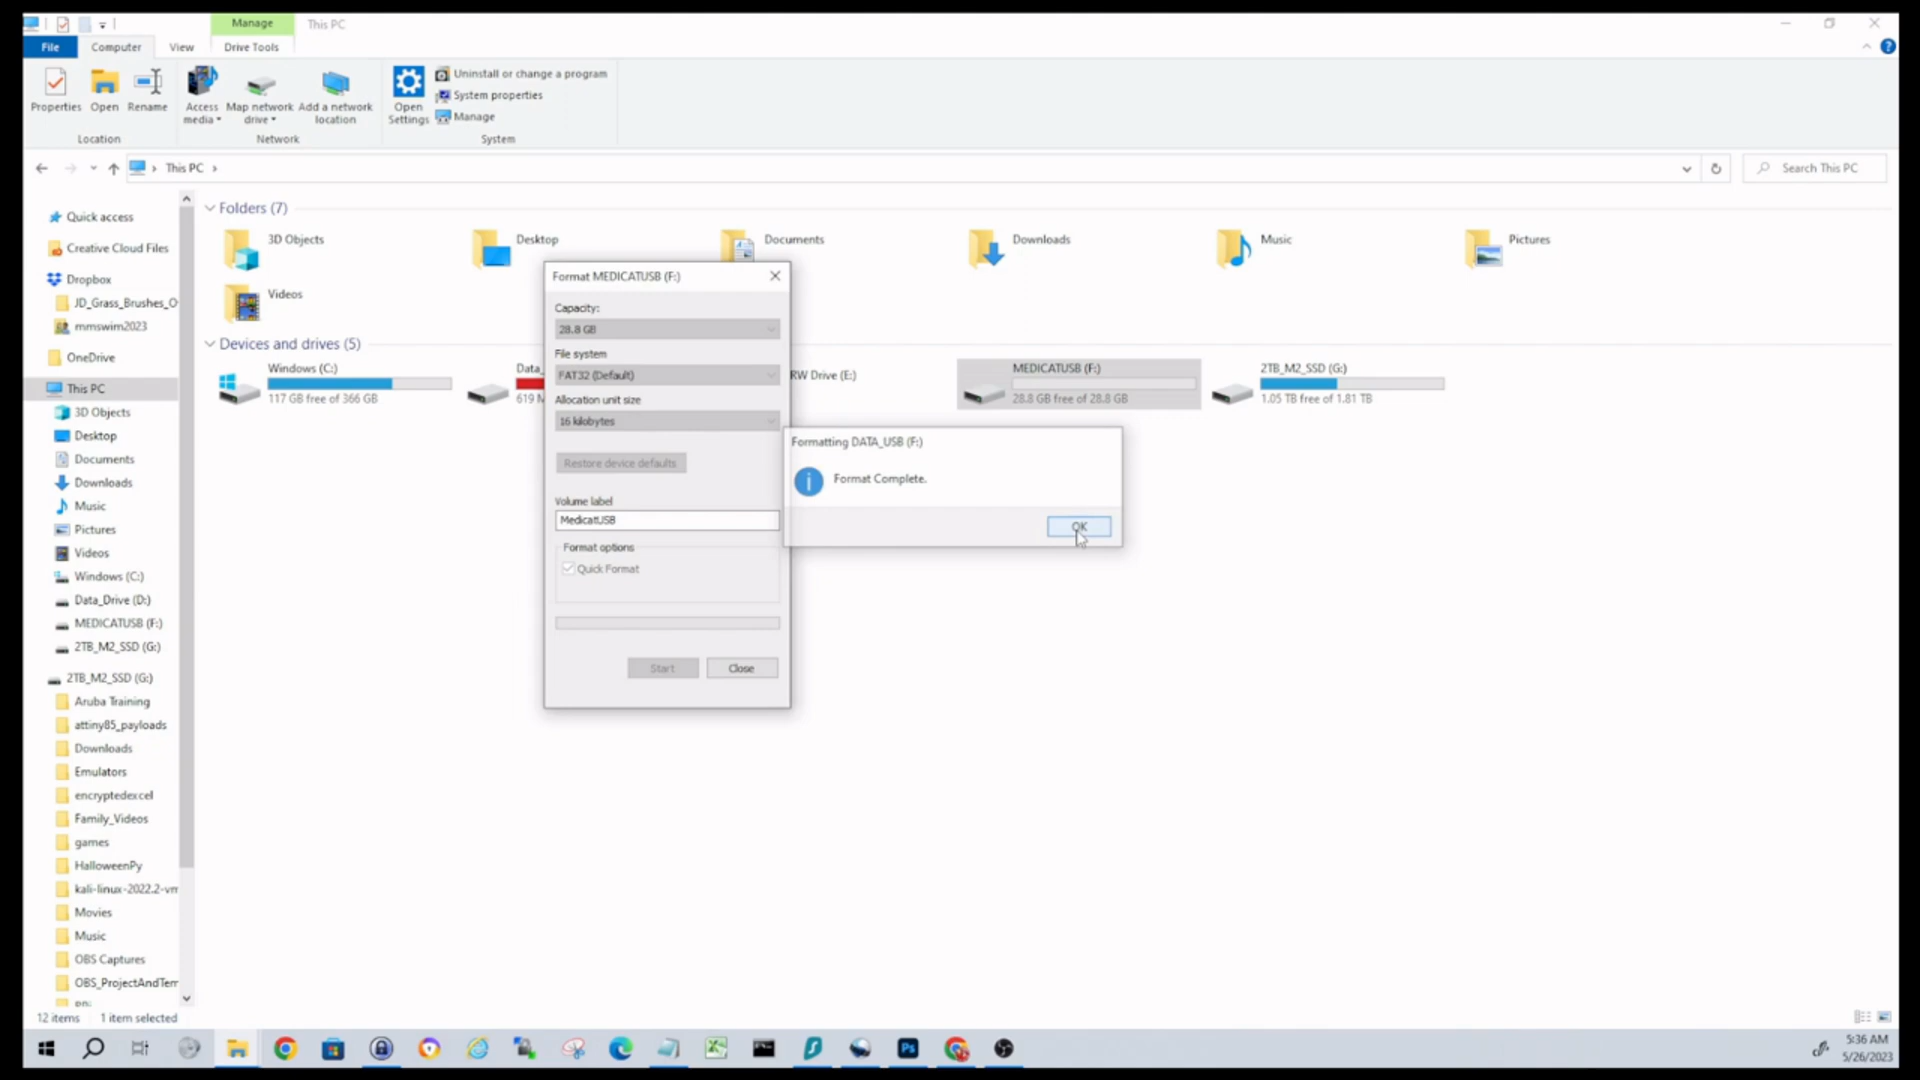 Manage
This PC
File
Computer
View
Drive Tools
Properties
Open
Rename
Access media
Map network drive
Add a network location
Open Settings
Uninstall or change a program
System properties
Manage
Location
Network
System
This PC
Search This PC
Quick access
Creative Cloud Files
Dropbox
JD_Grass_Brushes_O
mmswim2023
OneDrive
This PC
3D Objects
Desktop
Documents
Downloads
Music
Pictures
Videos
Windows (C:)
Data_Drive (D:)
MEDICATUSB (F:)
2TB_M2_SSD (G:)
2TB_M2_SSD (G:)
Aruba Training
attiny85_payloads
Downloads
Emulators
encryptedexcel
Family_Videos
games
HalloweenPy
kali-linux-2022.2-vm
Movies
Music
OBS Captures
OBS_ProjectAndTem
Folders (7)
3D Objects
Desktop
Documents
Downloads
Music
Pictures
Videos
Devices and drives (5)
Windows (C:)
117 GB free of 366 GB
Data_
619 M
RW Drive (E:)
MEDICATUSB (F:)
28.8 GB free of 28.8 GB
2TB_M2_SSD (G:)
1.05 TB free of 1.81 TB
Format MEDICATUSB (F:)
Capacity:
28.8 GB
File system
FAT32 (Default)
Allocation unit size
16 kilobytes
Restore device defaults
Volume label
MedicatUSB
Format options
Quick Format
Start
Close
Formatting DATA_USB (F:)
Format Complete.
OK
12 items
1 item selected
Ps
5:36 AM
5/26/2023